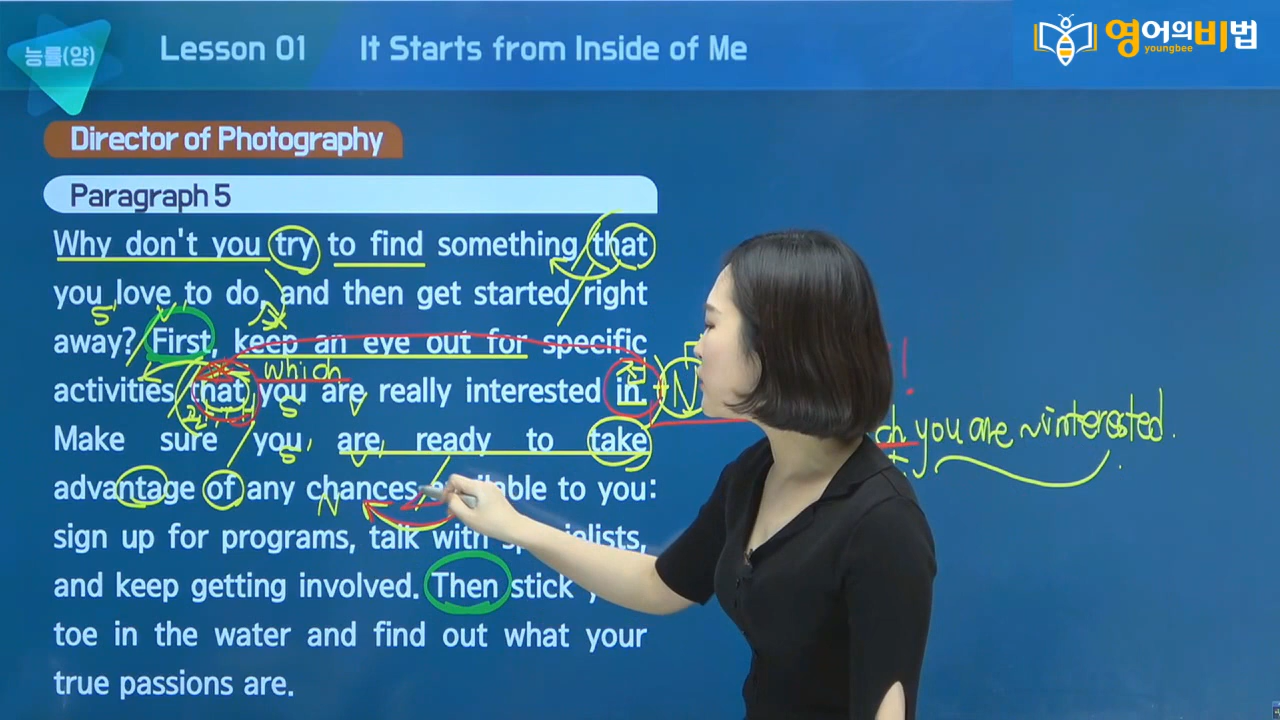 능률(양)
Lesson 01 It Starts from Inside of Me
영어의비법
youngbee
Director of Photography
Paragraph 5
Why don't you try to find something that
you love to do, and then get started right
away? First, keep an eye out for specific
which
activities that you are really interested in.
N
you are interested.
Make sure you are ready to take
advantage of any chances available to you:
N
sign up for programs, talk with specialists,
and keep getting involved. Then stick
toe in the water and find out what your
true passions are.